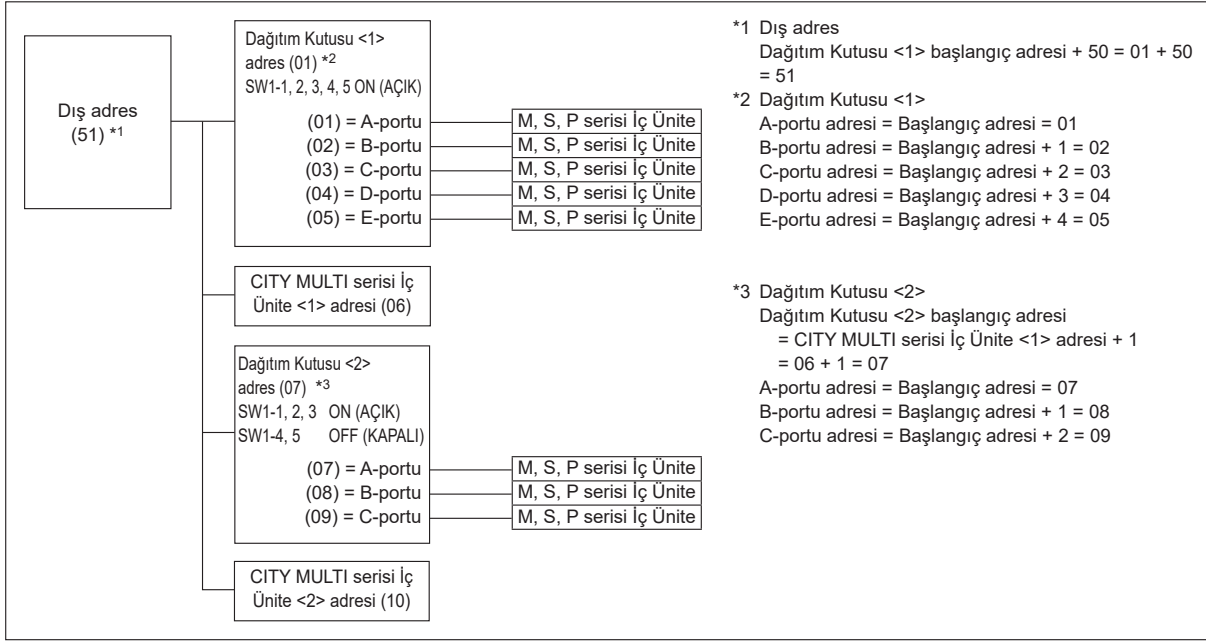 Dış adres
(51) *1
Dağıtım Kutusu <1>
adres (01) *2
SW1-1, 2, 3, 4, 5 ON (AÇIK)
(01) = A-portu
M, S, P serisi İç Ünite
(02) = B-portu
M, S, P serisi İç Ünite
(03) = C-portu
M, S, P serisi İç Ünite
(04) = D-portu
M, S, P serisi İç Ünite
(05) = E-portu
M, S, P serisi İç Ünite
CITY MULTI serisi İç
Ünite <1> adresi (06)
Dağıtım Kutusu <2>
adres (07) *3
SW1-1, 2, 3 ON (AÇIK)
SW1-4, 5 OFF (KAPALI)
(07) = A-portu
M, S, P serisi İç Ünite
(08) = B-portu
M, S, P serisi İç Ünite
(09) = C-portu
M, S, P serisi İç Ünite
CITY MULTI serisi İç
Ünite <2> adresi (10)
*1 Dış adres
Dağıtım Kutusu <1> başlangıç adresi + 50 = 01 + 50
= 51
*2 Dağıtım Kutusu <1>
A-portu adresi = Başlangıç adresi = 01
B-portu adresi = Başlangıç adresi + 1 = 02
C-portu adresi = Başlangıç adresi + 2 = 03
D-portu adresi = Başlangıç adresi + 3 = 04
E-portu adresi = Başlangıç adresi + 4 = 05
*3 Dağıtım Kutusu <2>
Dağıtım Kutusu <2> başlangıç adresi
= CITY MULTI serisi İç Ünite <1> adresi + 1
= 06 + 1 = 07
A-portu adresi = Başlangıç adresi = 07
B-portu adresi = Başlangıç adresi + 1 = 08
C-portu adresi = Başlangıç adresi + 2 = 09